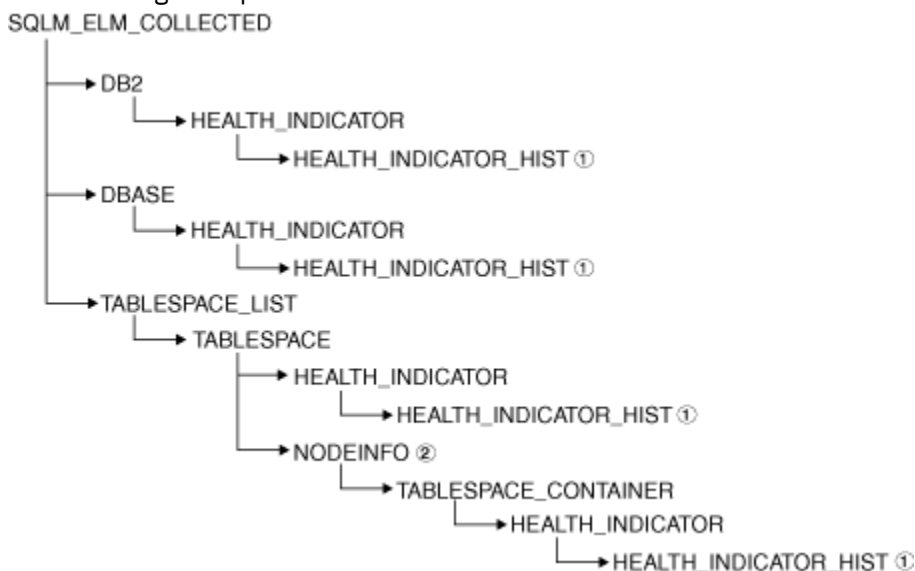 SQLM_ELM_COLLECTED
DB2
HEALTH_INDICATOR
HEALTH_INDICATOR_HIST ①
DBASE
HEALTH_INDICATOR
HEALTH_INDICATOR_HIST ①
TABLESPACE_LIST
TABLESPACE
HEALTH_INDICATOR
HEALTH_INDICATOR_HIST ①
NODEINFO ②
TABLESPACE_CONTAINER
HEALTH_INDICATOR
HEALTH_INDICATOR_HIST ①